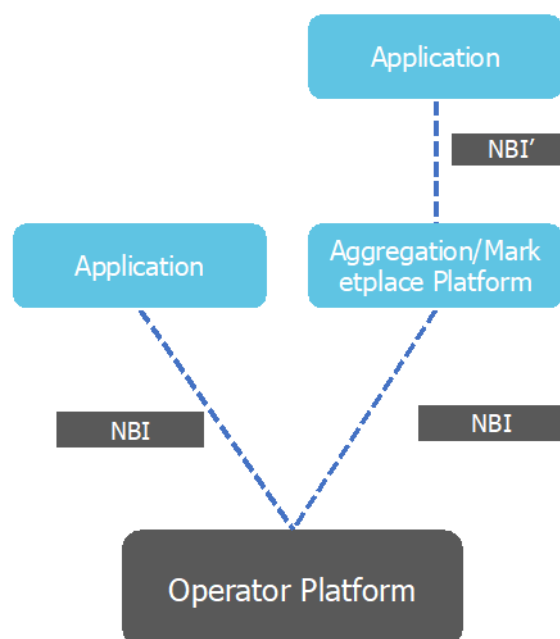 Application
NBI’
Application
Aggregation/Mark
etplace Platform
NBI
NBI
Operator Platform